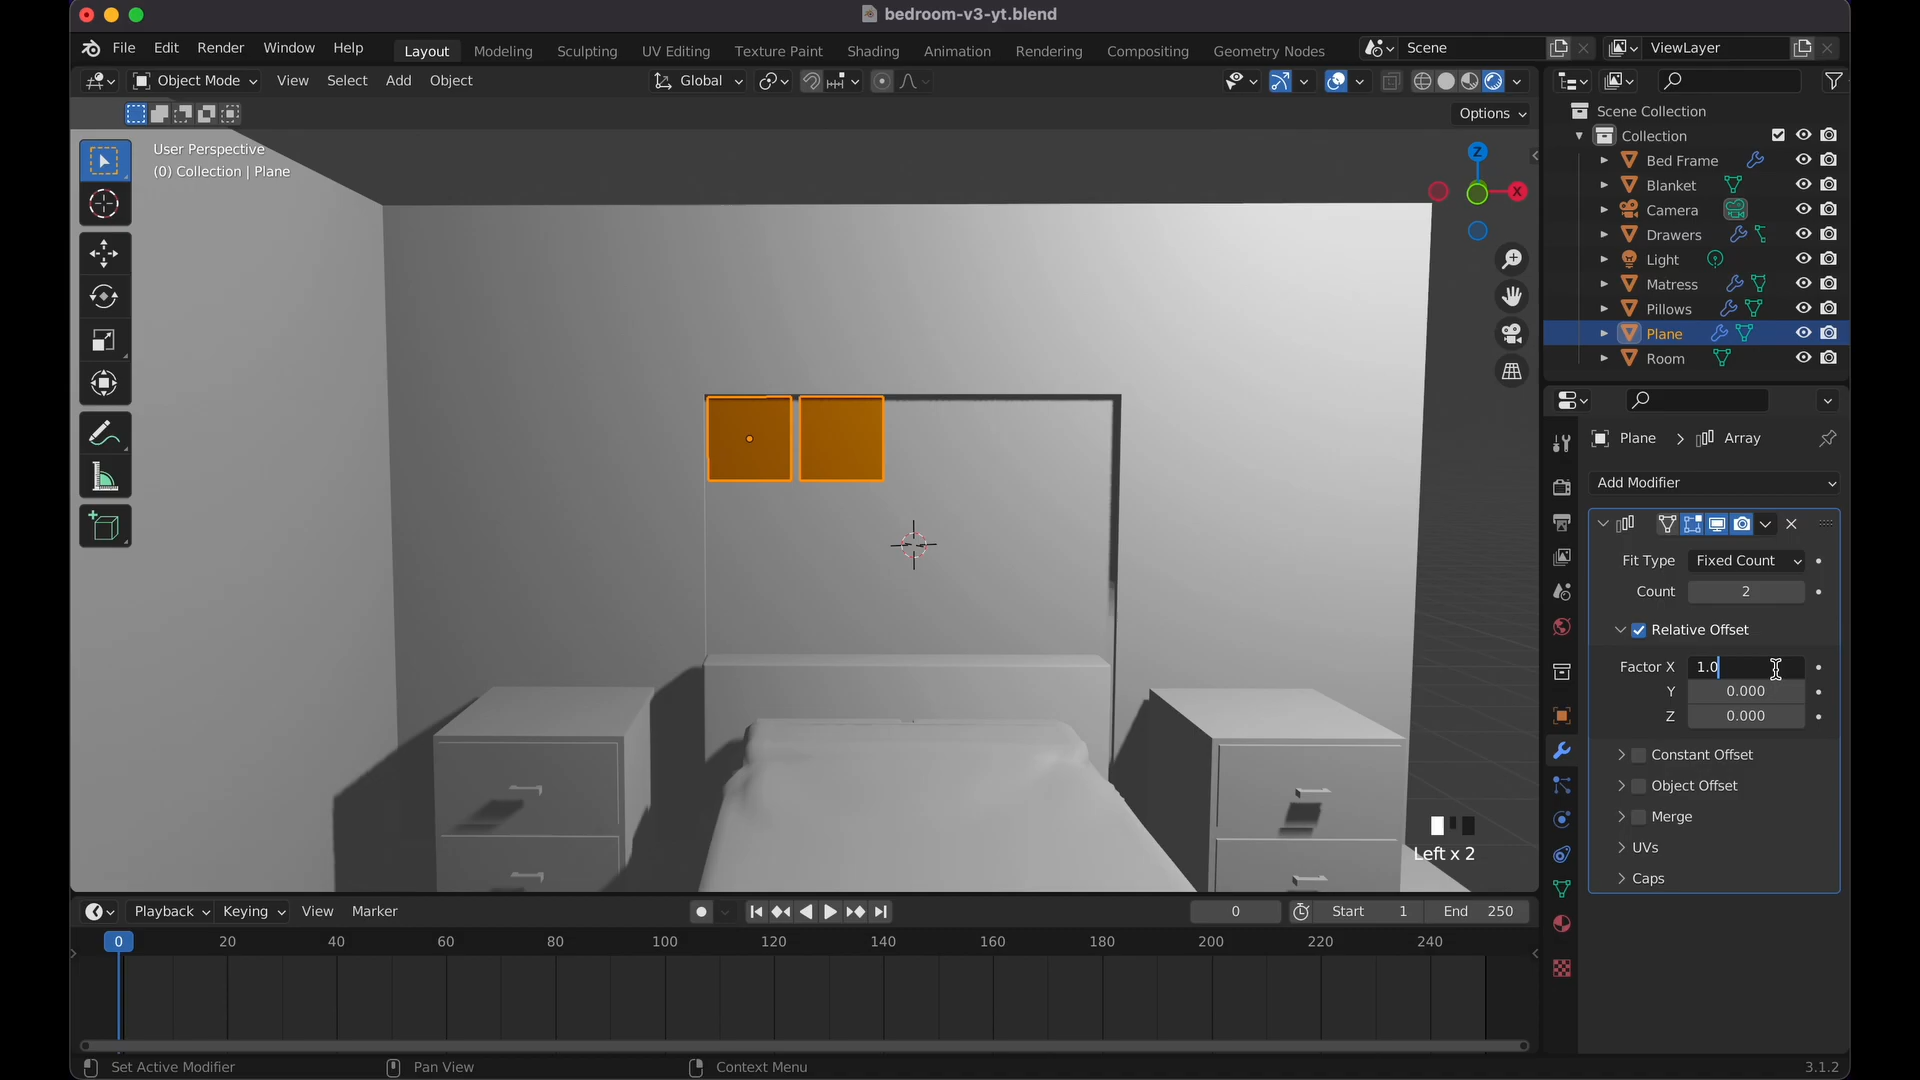 bedroom-v3-yt.blend
File Edit Render Window Help Layout Modeling Sculpting UV Editing Texture Paint Shading Animation Rendering Compositing Geometry Nodes Scene ViewLayer
Object Mode View Select Add Object Global
Options
User Perspective
(0) Collection | Plane
Z
X
Scene Collection
Collection
Bed Frame
Blanket
Camera
Drawers
Light
Matress
Pillows
Plane
Room
Plane > Array
Add Modifier
Fit Type Fixed Count
Count 2
Relative Offset
Factor X 1.0
Y 0.000
Z 0.000
Constant Offset
Object Offset
Merge
UVs
Caps
Left x 2
Playback Keying View Marker 0 Start 1 End 250
0 20 40 60 80 100 120 140 160 180 200 220 240
Set Active Modifier Pan View Context Menu 3.1.2